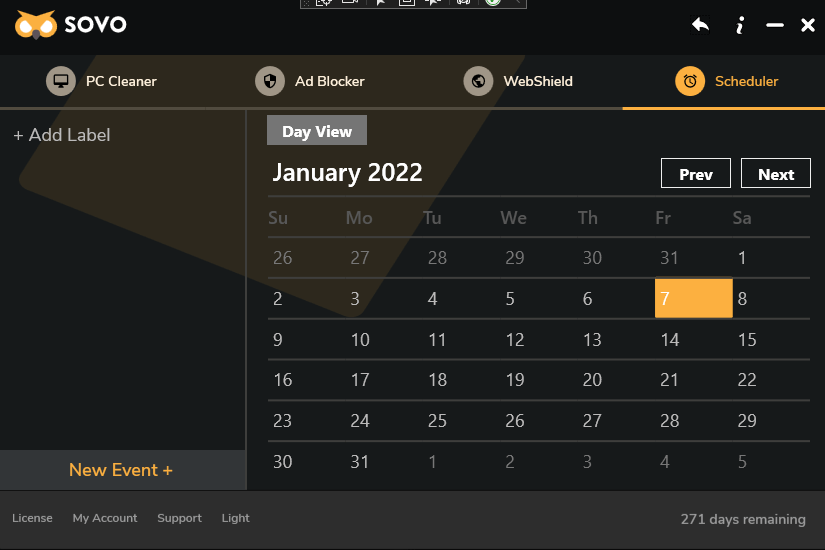 SOVO
PC Cleaner Ad Blocker WebShield Scheduler
+ Add Label
Day View
January 2022 Prev Next
Su Mo Tu We Th Fr Sa
26 27 28 29 30 31 1
2 3 4 5 6 7 8
9 10 11 12 13 14 15
16 17 18 19 20 21 22
23 24 25 26 27 28 29
30 31 1 2 3 4 5
New Event +
License My Account Support Light 271 days remaining